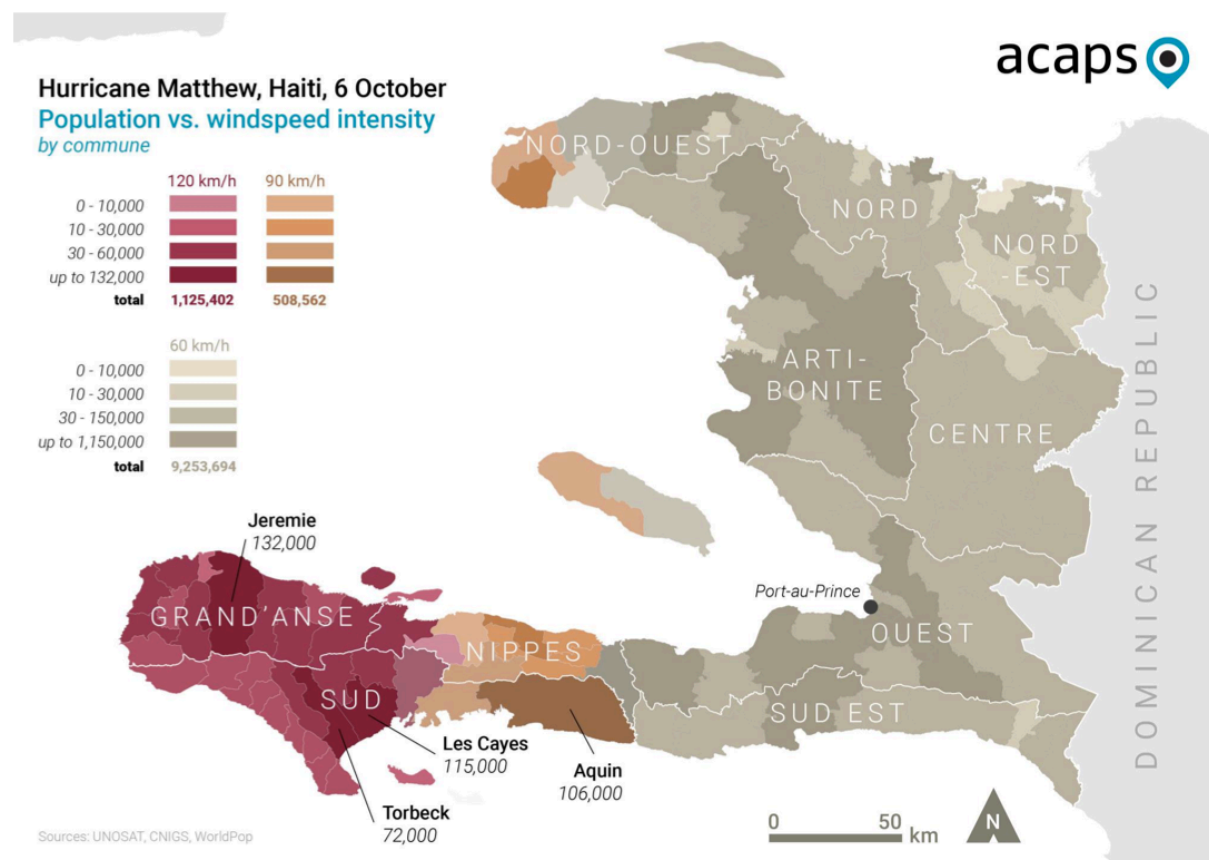 acaps
Hurricane Matthew, Haiti, 6 October
Population vs. windspeed intensity
by commune
120 km/h 90 km/h
0 - 10,000
10 - 30,000
30 - 60,000
up to 132,000
total 1,125,402 508,562
60 km/h
0 - 10,000
10 - 30,000
30 - 150,000
up to 1,150,000
total 9,253,694
NORD-OUEST
NORD
NORD
-EST
ARTI-
BONITE
CENTRE
DOMINICAN REPUBLIC
Jeremie
132,000
Port-au-Prince
GRAND'ANSE
NIPPES
OUEST
SUD
SUD EST
Les Cayes
115,000
Aquin
106,000
Torbeck
72,000
0 50 km
N
Sources: UNOSAT, CNIGS, WorldPop